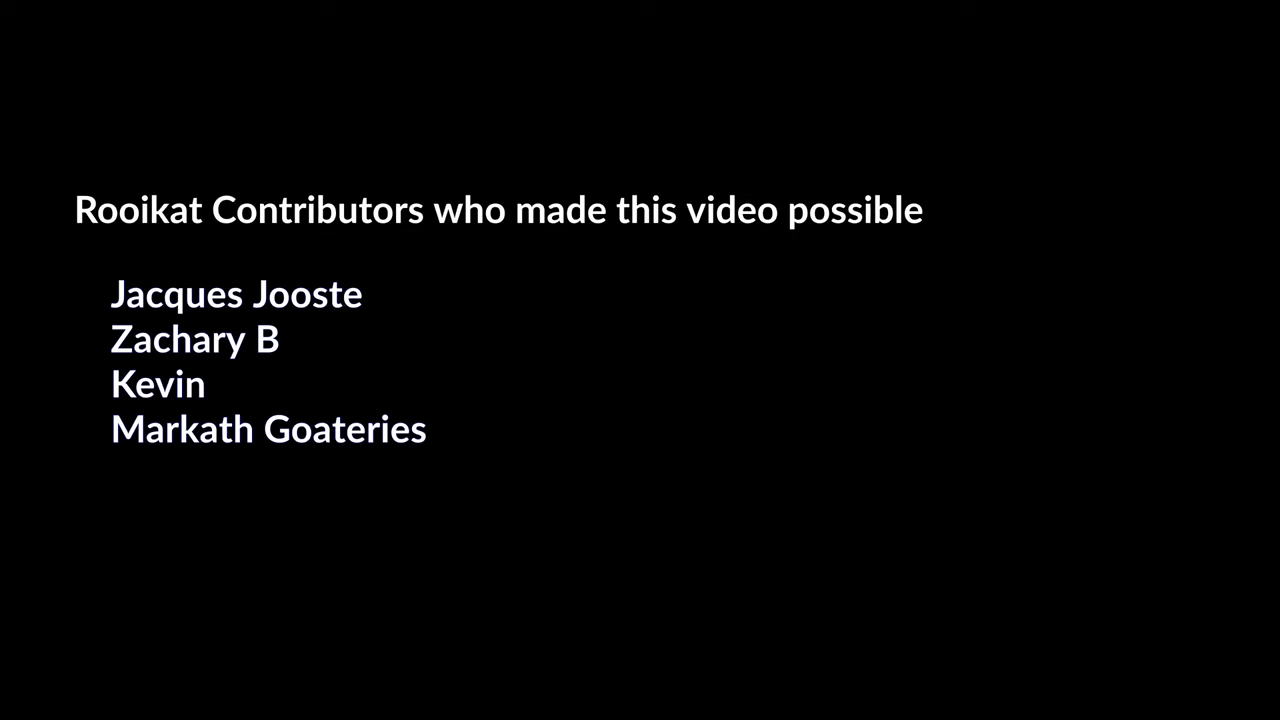 Rooikat Contributors who made this video possible
Jacques Jooste
Zachary B
Kevin
Markath Goateries